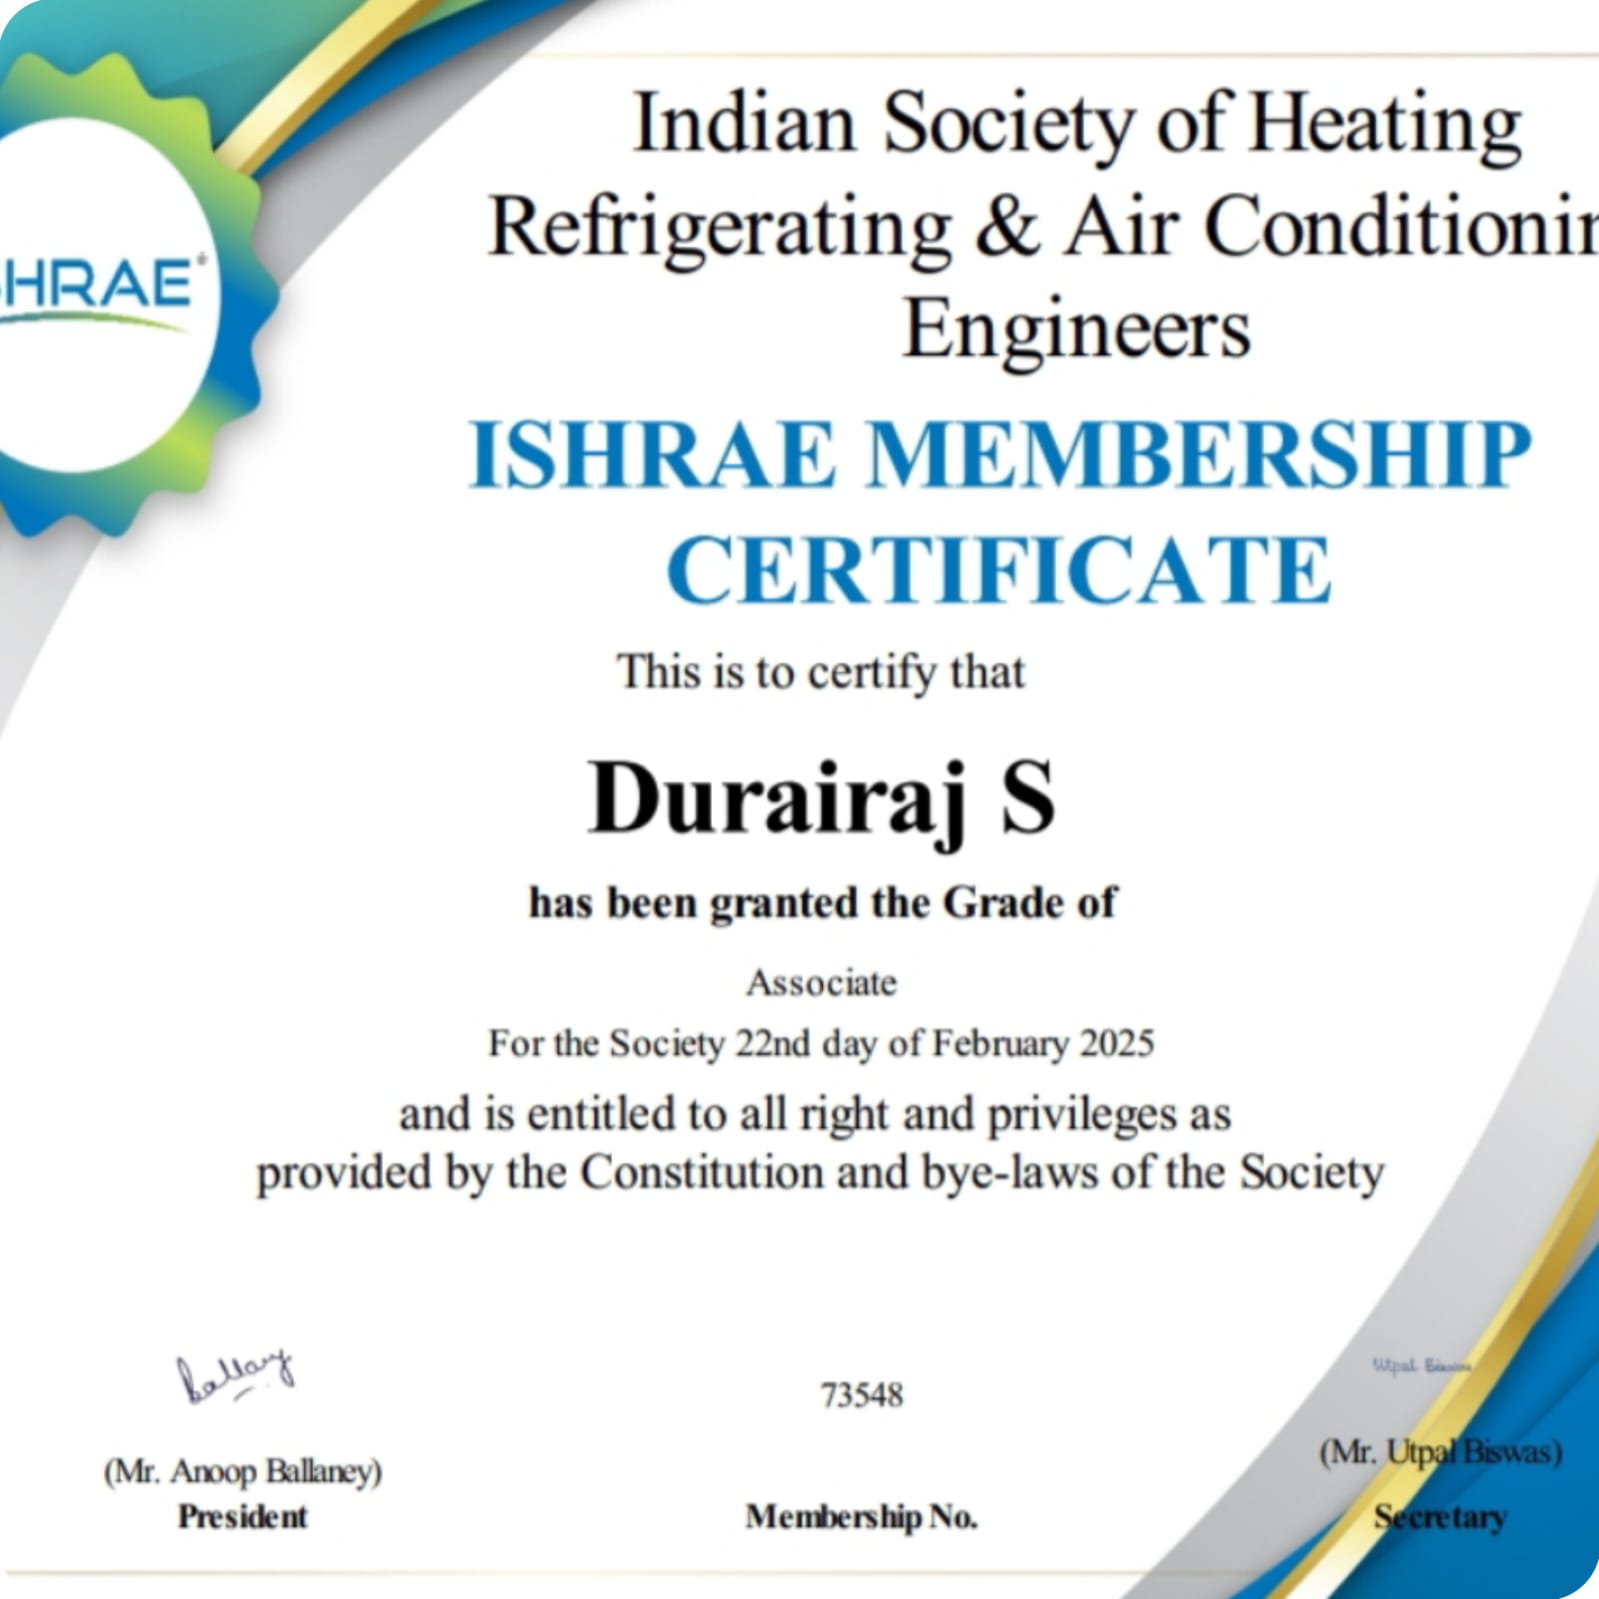 HRAE
Indian Society of Heating
Refrigerating & Air Conditionin
Engineers
ISHRAE MEMBERSHIP
CERTIFICATE
This is to certify that
Durairaj S
has been granted the Grade of
Associate
For the Society 22nd day of February 2025
and is entitled to all right and privileges as
provided by the Constitution and bye-laws of the Society
Ballary
73548
Utpal Biswas
(Mr. Anoop Ballaney)
(Mr. Utpal Biswas)
President
Membership No.
Secretary